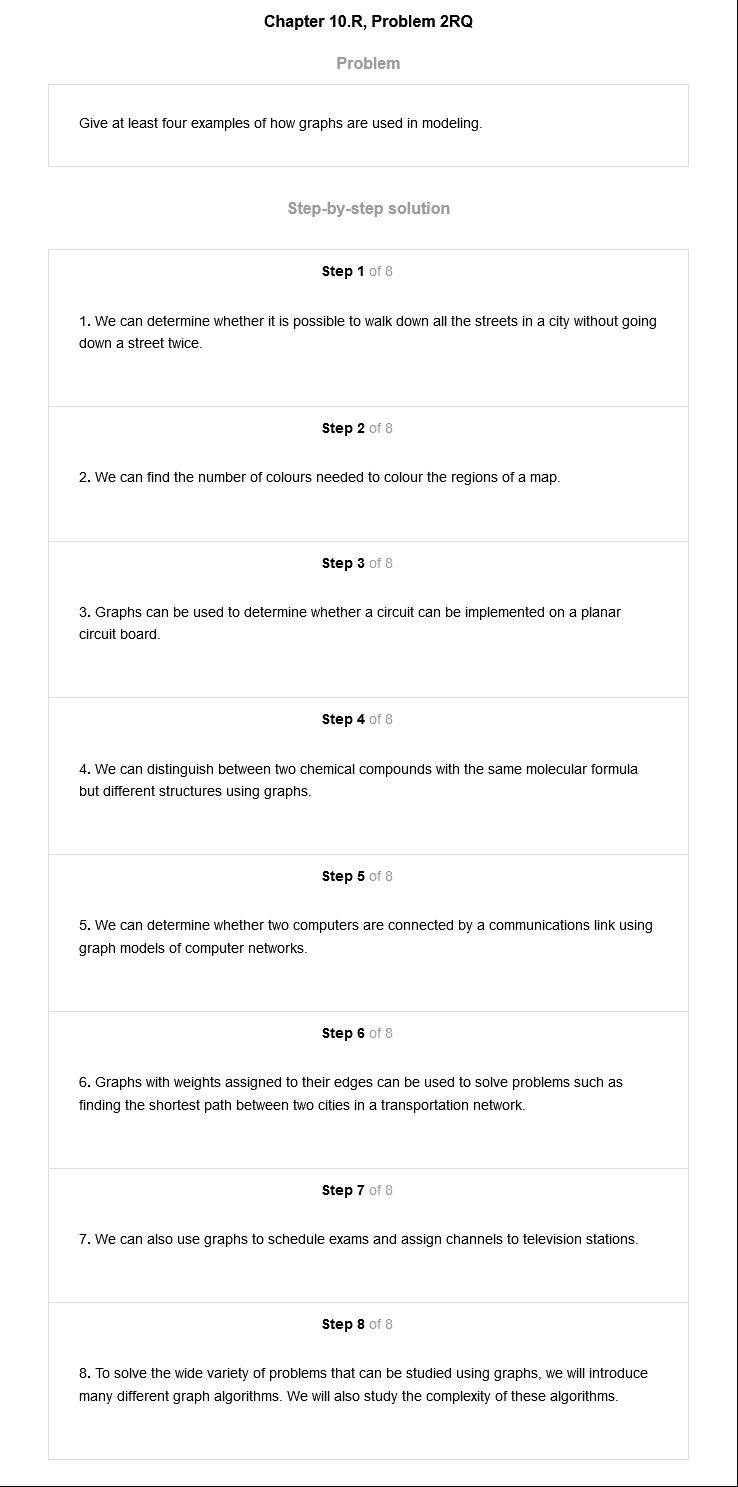 Chapter 10.R, Problem 2RQ
Problem
Give at least four examples of how graphs are used in modeling.
Step-by-step solution
Step 1 of 8
1. We can determine whether it is possible to walk down all the streets in a city without going
down a street twice.
Step 2 of 8
2. We can find the number of colours needed to colour the regions of a map.
Step 3 of 8
3. Graphs can be used to determine whether a circuit can be implemented on a planar
circuit board.
Step 4 of 8
4. We can distinguish between two chemical compounds with the same molecular formula
but different structures using graphs.
Step 5 of 8
5. We can determine whether two computers are connected by a communications link using
graph models of computer networks.
Step 6 of 8
6. Graphs with weights assigned to their edges can be used to solve problems such as
finding the shortest path between two cities in a transportation network.
Step 7 of 8
7. We can also use graphs to schedule exams and assign channels to television stations.
Step 8 of 8
8. To solve the wide variety of problems that can be studied using graphs, we will introduce
many different graph algorithms. We will also study the complexity of these algorithms.